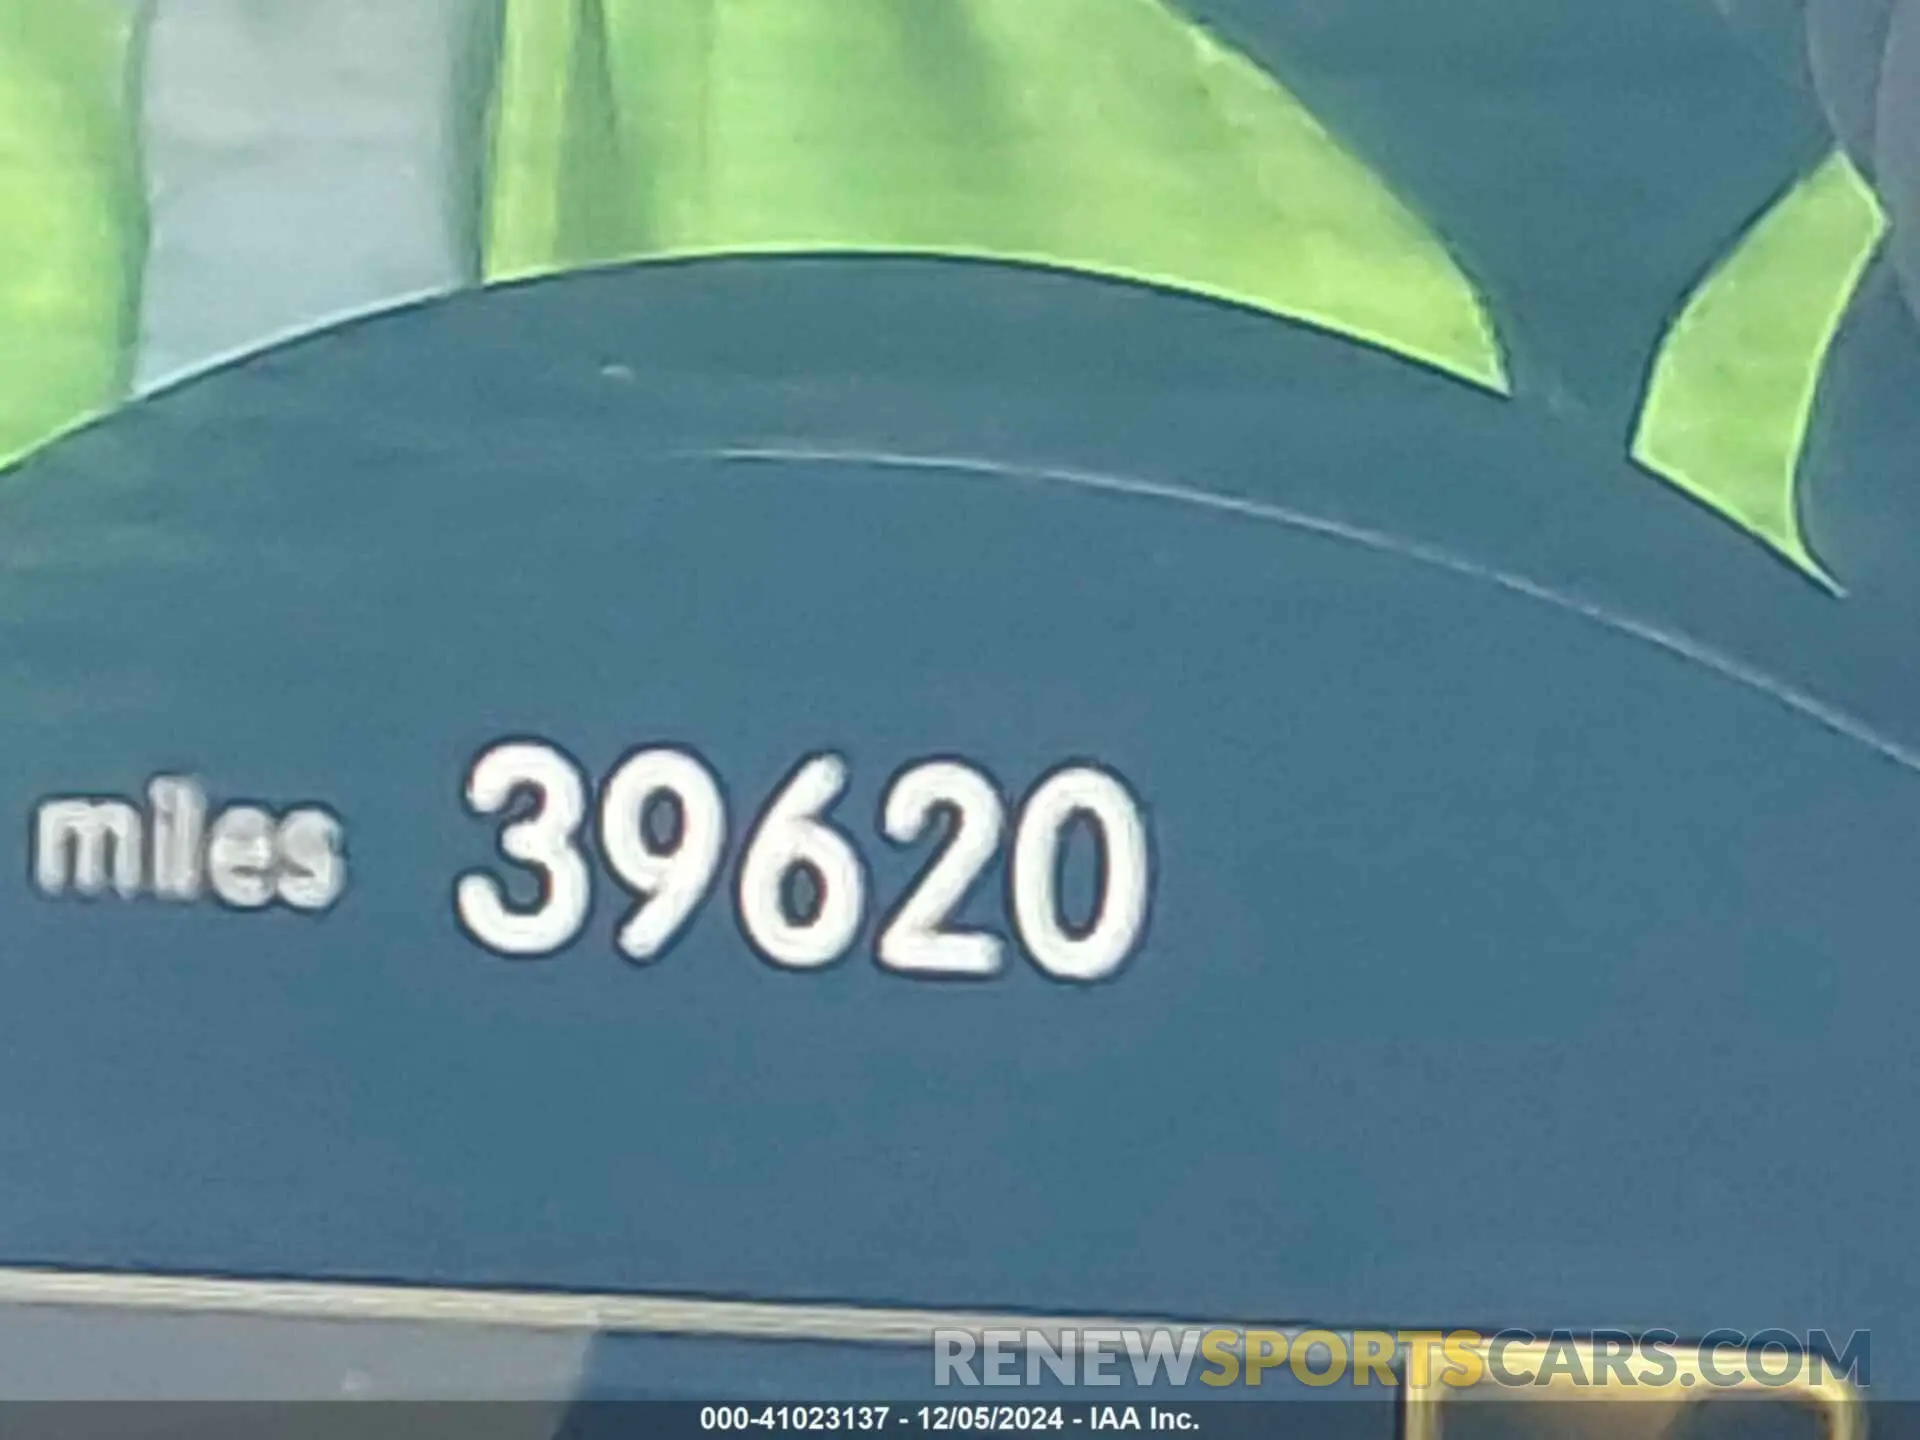 miles 39620
RENEWSPORTSCARS.COM
000-41023137 - 12/05/2024 - IAA Inc.